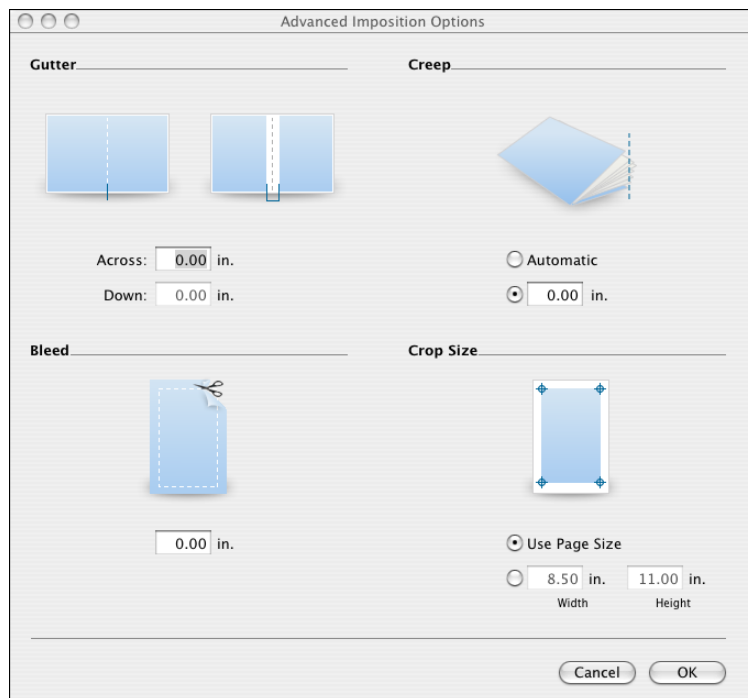 Advanced Imposition Options
Gutter
Across: 0.00 in.
Down: 0.00 in.
Creep
Automatic
0.00 in.
Bleed
0.00 in.
Crop Size
Use Page Size
8.50 in. 11.00 in.
Width Height
Cancel OK